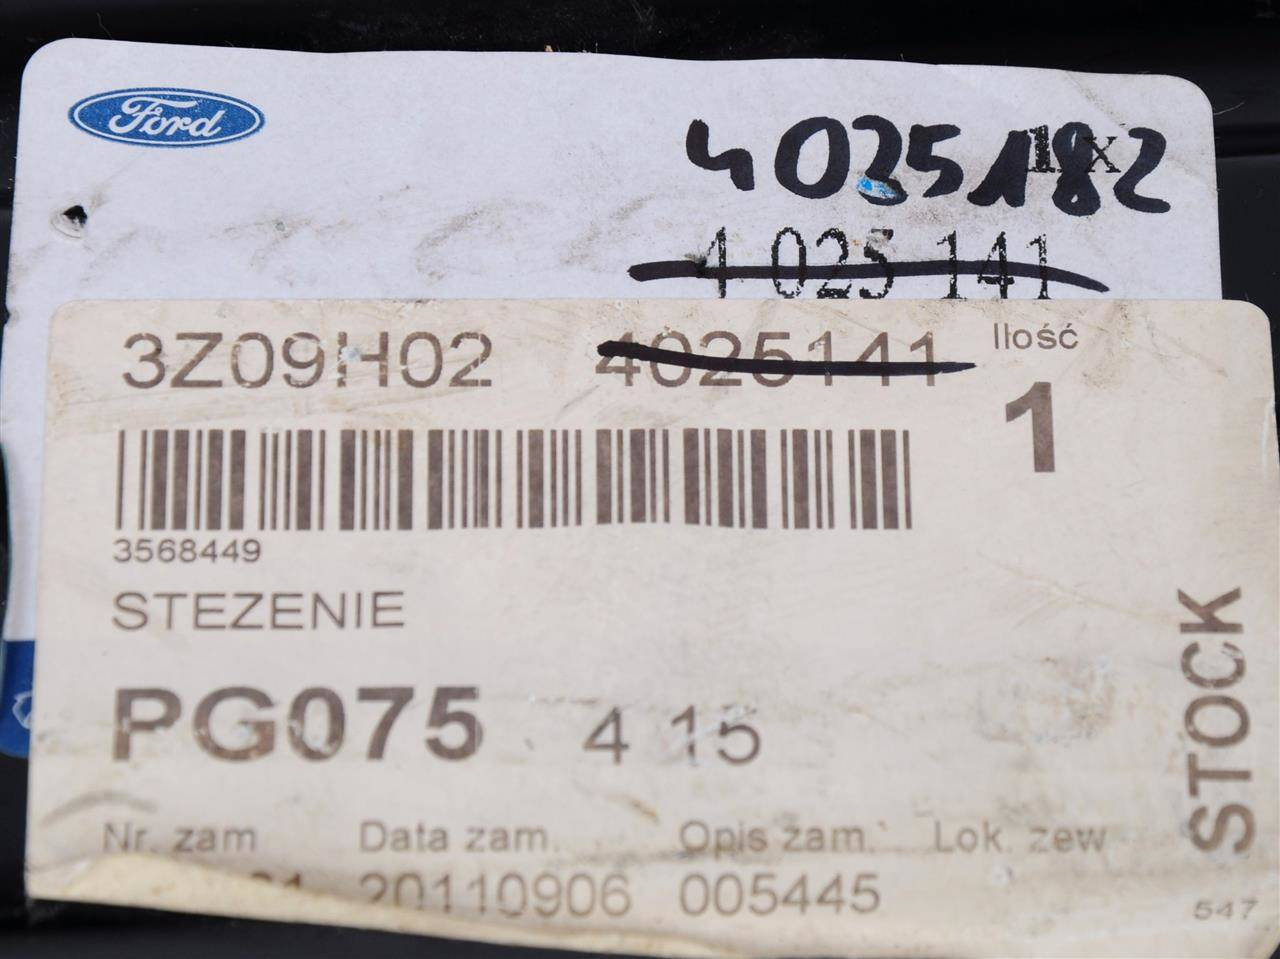 Ford
4035182
1 x
4 025 141
3Z09H02 4025141 Ilość
1
3568449
STEZENIE
PG075 4 15
STOCK
Nr. zam Data zam. Opis zam. Lok. zew
20110906 005445
547